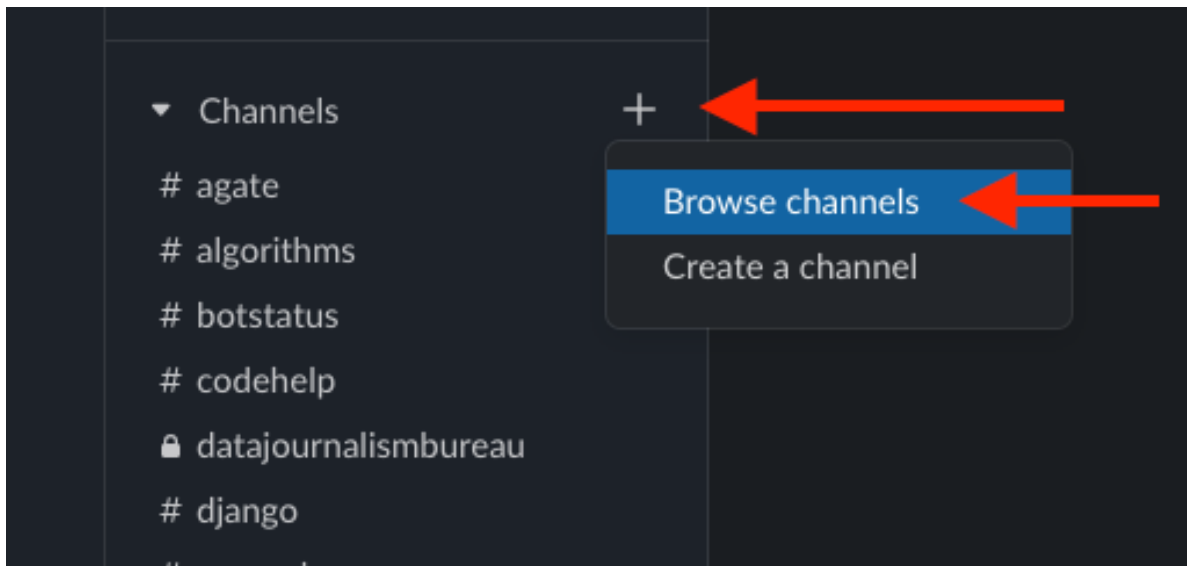 Channels +
# agate
Browse channels
# algorithms
Create a channel
# botstatus
# codehelp
datajournalismbureau
# django